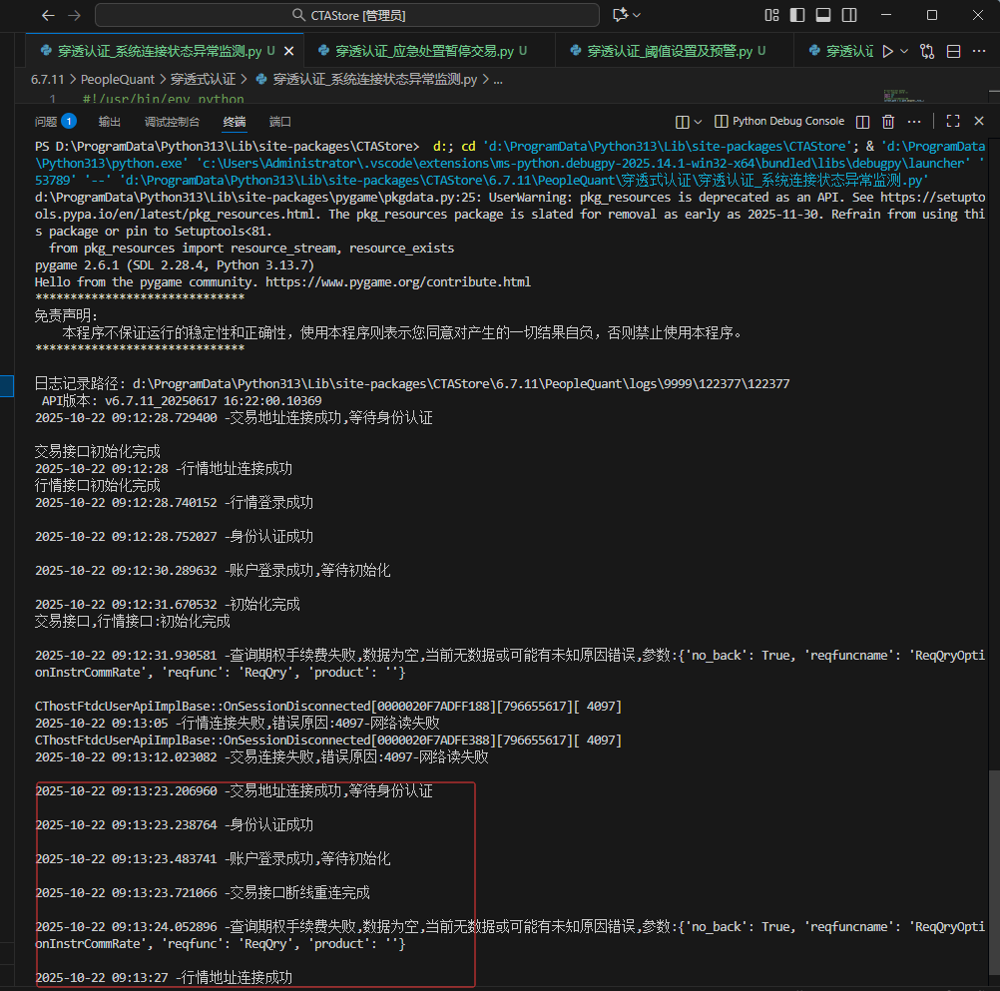 CTAStore [管理员]
穿透认证_系统连接状态异常监测.py U
穿透认证_应急处置暂停交易.py U
穿透认证_阈值设置及预警.py U
穿透认证
6.7.11 > PeopleQuant > 穿透式认证 > 穿透认证_系统连接状态异常监测.py > ...
1 #!/usr/bin/env python
问题 1 输出 调试控制台 终端 端口
Python Debug Console
PS D:\ProgramData\Python313\Lib\site-packages\CTAStore> d:; cd 'd:\ProgramData\Python313\Lib\site-packages\CTAStore'; & 'd:\ProgramData
\Python313\python.exe' 'c:\Users\Administrator\.vscode\extensions\ms-python.debugpy-2025.14.1-win32-x64\bundled\libs\debugpy\launcher' '
53789' '--' 'd:\ProgramData\Python313\Lib\site-packages\CTAStore\6.7.11\PeopleQuant\穿透式认证\穿透认证_系统连接状态异常监测.py'
d:\ProgramData\Python313\Lib\site-packages\pygame\pkgdata.py:25: UserWarning: pkg_resources is deprecated as an API. See https://setupto
ols.pypa.io/en/latest/pkg_resources.html. The pkg_resources package is slated for removal as early as 2025-11-30. Refrain from using thi
s package or pin to Setuptools<81.
from pkg_resources import resource_stream, resource_exists
pygame 2.6.1 (SDL 2.28.4, Python 3.13.7)
Hello from the pygame community. https://www.pygame.org/contribute.html
******************************
免责声明:
本程序不保证运行的稳定性和正确性，使用本程序则表示您同意对产生的一切结果自负，否则禁止使用本程序。
******************************
日志记录路径: d:\ProgramData\Python313\Lib\site-packages\CTAStore\6.7.11\PeopleQuant\logs\9999\122377\122377
API版本: v6.7.11_20250617 16:22:00.10369
2025-10-22 09:12:28.729400 -交易地址连接成功,等待身份认证
交易接口初始化完成
2025-10-22 09:12:28 -行情地址连接成功
行情接口初始化完成
2025-10-22 09:12:28.740152 -行情登录成功
2025-10-22 09:12:28.752027 -身份认证成功
2025-10-22 09:12:30.289632 -账户登录成功,等待初始化
2025-10-22 09:12:31.670532 -初始化完成
交易接口,行情接口:初始化完成
2025-10-22 09:12:31.930581 -查询期权手续费失败,数据为空,当前无数据或可能有未知原因错误,参数:{'no_back': True, 'reqfuncname': 'ReqQryOpti
onInstrCommRate', 'reqfunc': 'ReqQry', 'product': ''}
CThostFtdcUserApiImplBase::OnSessionDisconnected[0000020F7ADFF188][796655617][ 4097]
2025-10-22 09:13:05 -行情连接失败,错误原因:4097-网络读失败
CThostFtdcUserApiImplBase::OnSessionDisconnected[0000020F7ADFE388][796655617][ 4097]
2025-10-22 09:13:12.023082 -交易连接失败,错误原因:4097-网络读失败
2025-10-22 09:13:23.206960 -交易地址连接成功,等待身份认证
2025-10-22 09:13:23.238764 -身份认证成功
2025-10-22 09:13:23.483741 -账户登录成功,等待初始化
2025-10-22 09:13:23.721066 -交易接口断线重连完成
2025-10-22 09:13:24.052896 -查询期权手续费失败,数据为空,当前无数据或可能有未知原因错误,参数:{'no_back': True, 'reqfuncname': 'ReqQryOpti
onInstrCommRate', 'reqfunc': 'ReqQry', 'product': ''}
2025-10-22 09:13:27 -行情地址连接成功